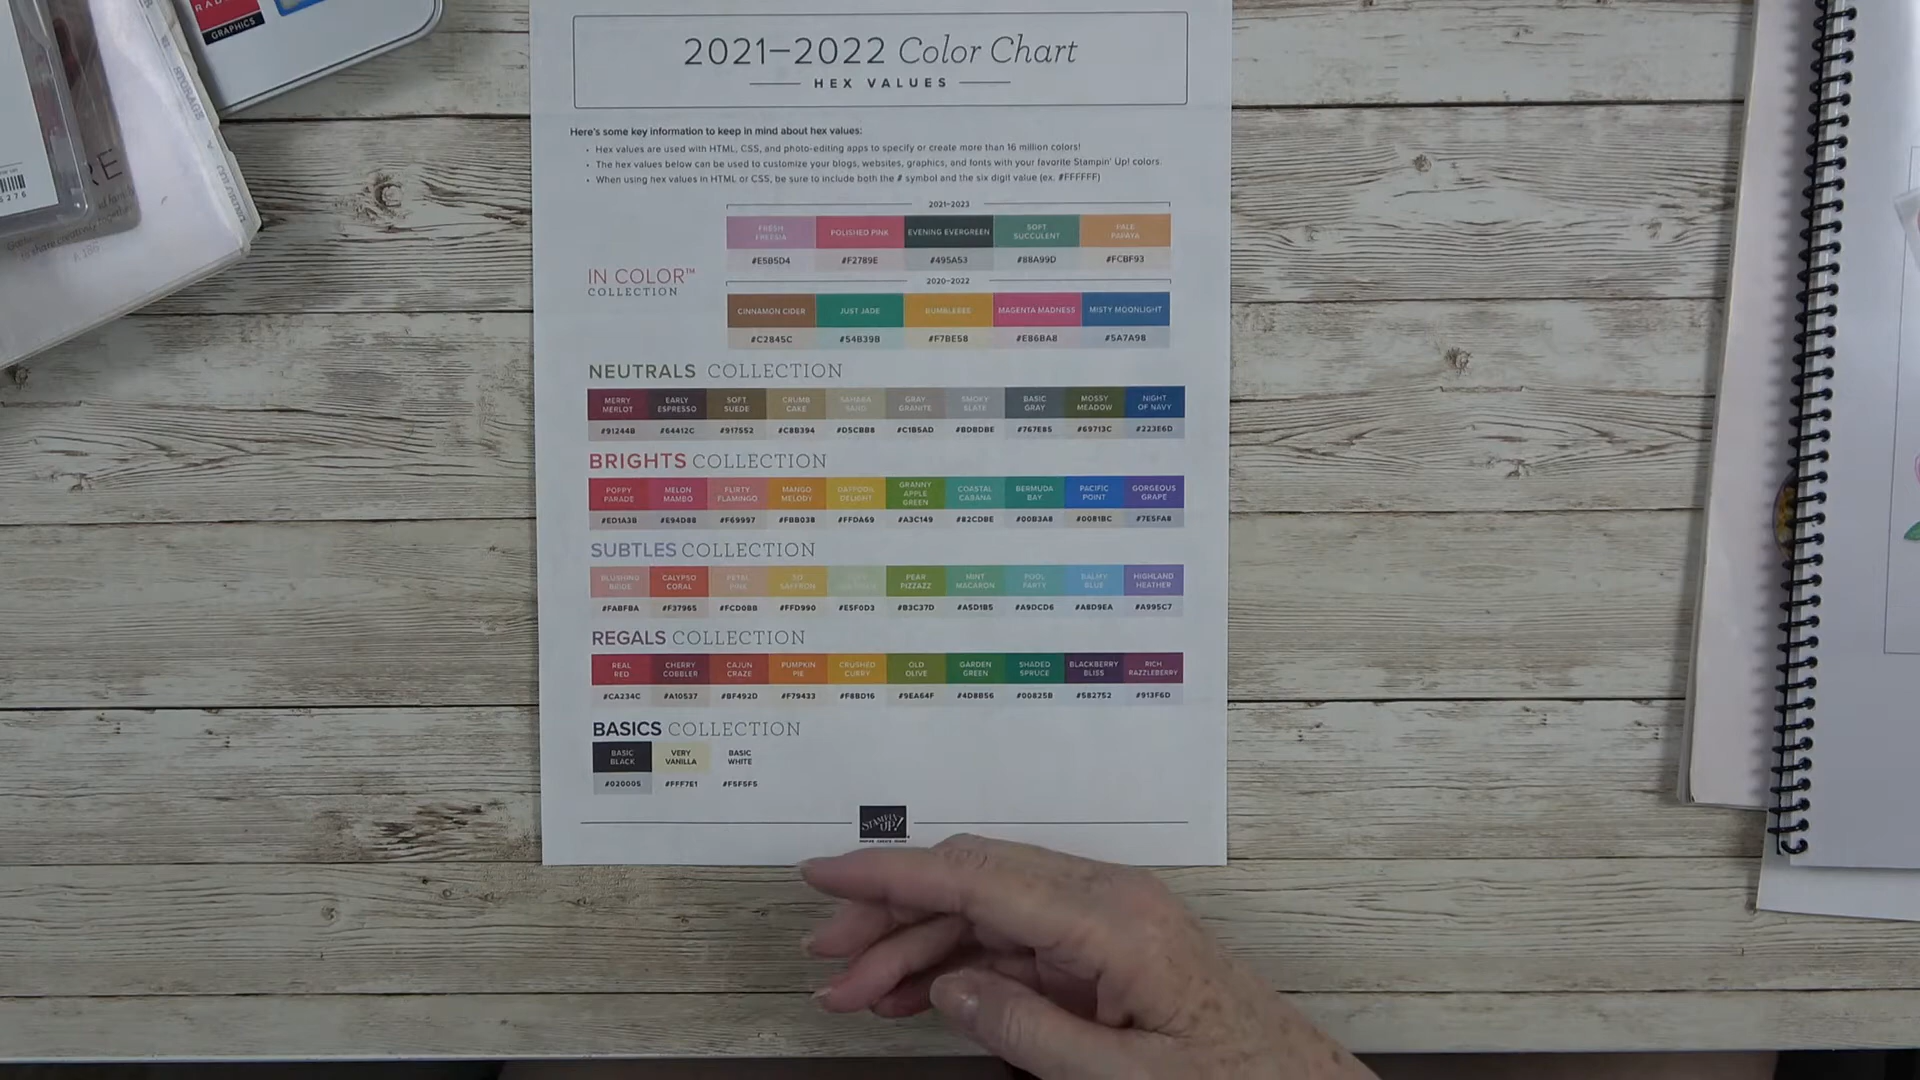 GRAPHICS
STORAGE
COLORING
RE
A 186
2021–2022 Color Chart
HEX VALUES
Here's some key information to keep in mind about hex values:
• Hex values are used with HTML, CSS, and photo-editing apps to specify or create more than 16 million colors!
• The hex values below can be used to customize your blogs, websites, graphics, and fonts with your favorite Stampin' Up! colors.
• When using hex values in HTML or CSS, be sure to include both the # symbol and the six digit value (ex. #FFFFFF)
IN COLOR™
COLLECTION
2021–2023
FRESH FREESIA POLISHED PINK EVENING EVERGREEN SOFT SUCCULENT PALE PAPAYA
#E5B5D4 #F2789E #495A53 #88A99D #FCBF93
2020–2022
CINNAMON CIDER JUST JADE BUMBLEBEE MAGENTA MADNESS MISTY MOONLIGHT
#C2845C #54B39B #F7BE58 #E86BA8 #5A7A98
NEUTRALS COLLECTION
MERRY MERLOT EARLY ESPRESSO SOFT SUEDE CRUMB CAKE SAHARA SAND GRAY GRANITE SMOKY SLATE BASIC GRAY MOSSY MEADOW NIGHT OF NAVY
#91244B #64412C #917552 #C8B394 #D5CBB8 #C1B5AD #BDBDBE #767E85 #69713C #223E6D
BRIGHTS COLLECTION
POPPY PARADE MELON MAMBO FLIRTY FLAMINGO MANGO MELODY DAFFODIL DELIGHT GRANNY APPLE GREEN COASTAL CABANA BERMUDA BAY PACIFIC POINT GORGEOUS GRAPE
#ED1A3B #E94D88 #F69997 #FBB038 #FFDA69 #A3C149 #82CDBE #00B3A8 #0081BC #7E5FA8
SUBTLES COLLECTION
BLUSHING BRIDE CALYPSO CORAL PETAL PINK SO SAFFRON PEAR PIZZAZZ MINT MACARON POOL PARTY BALMY BLUE HIGHLAND HEATHER
#FABFBA #F37965 #FCD0BB #FFD990 #E5F0D3 #B3C37D #A5D1B5 #A9DCD6 #A8D9EA #A995C7
REGALS COLLECTION
REAL RED CHERRY COBBLER CAJUN CRAZE PUMPKIN PIE CRUSHED CURRY OLD OLIVE GARDEN GREEN SHADED SPRUCE BLACKBERRY BLISS RICH RAZZLEBERRY
#CA234C #A10537 #BF492D #F79433 #F8BD16 #9EA64F #4D8B56 #00825B #582752 #913F6D
BASICS COLLECTION
BASIC BLACK VERY VANILLA BASIC WHITE
#020005 #FFF7E1 #F5F5F5
STAMPIN' UP!